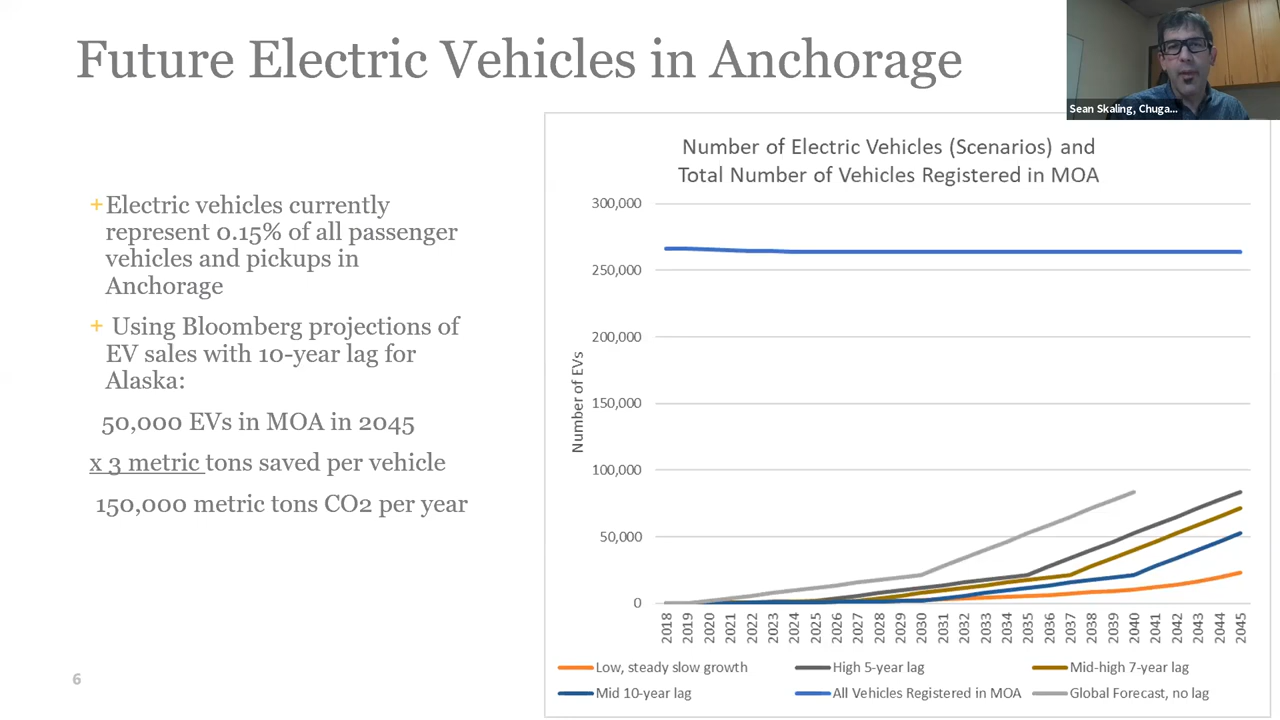 Future Electric Vehicles in Anchorage
Sean Skaling, Chuga...
+Electric vehicles currently
represent 0.15% of all passenger
vehicles and pickups in
Anchorage
+ Using Bloomberg projections of
EV sales with 10-year lag for
Alaska:
50,000 EVs in MOA in 2045
x 3 metric tons saved per vehicle
150,000 metric tons CO2 per year
6
Number of Electric Vehicles (Scenarios) and
Total Number of Vehicles Registered in MOA
Number of EVs
300,000
250,000
200,000
150,000
100,000
50,000
0
2018 2019 2020 2021 2022 2023 2024 2025 2026 2027 2028 2029 2030 2031 2032 2033 2034 2035 2036 2037 2038 2039 2040 2041 2042 2043 2044 2045
Low, steady slow growth High 5-year lag Mid-high 7-year lag
Mid 10-year lag All Vehicles Registered in MOA Global Forecast, no lag